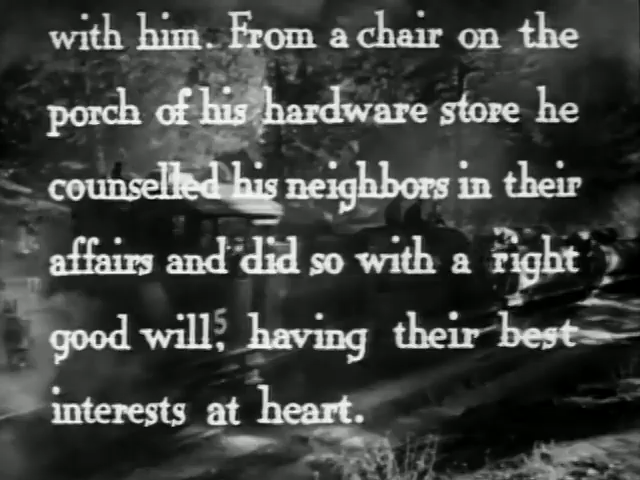 with him. From a chair on the
porch of his hardware store he
counselled his neighbors in their
affairs and did so with a right
good will, having their best
interests at heart.
5